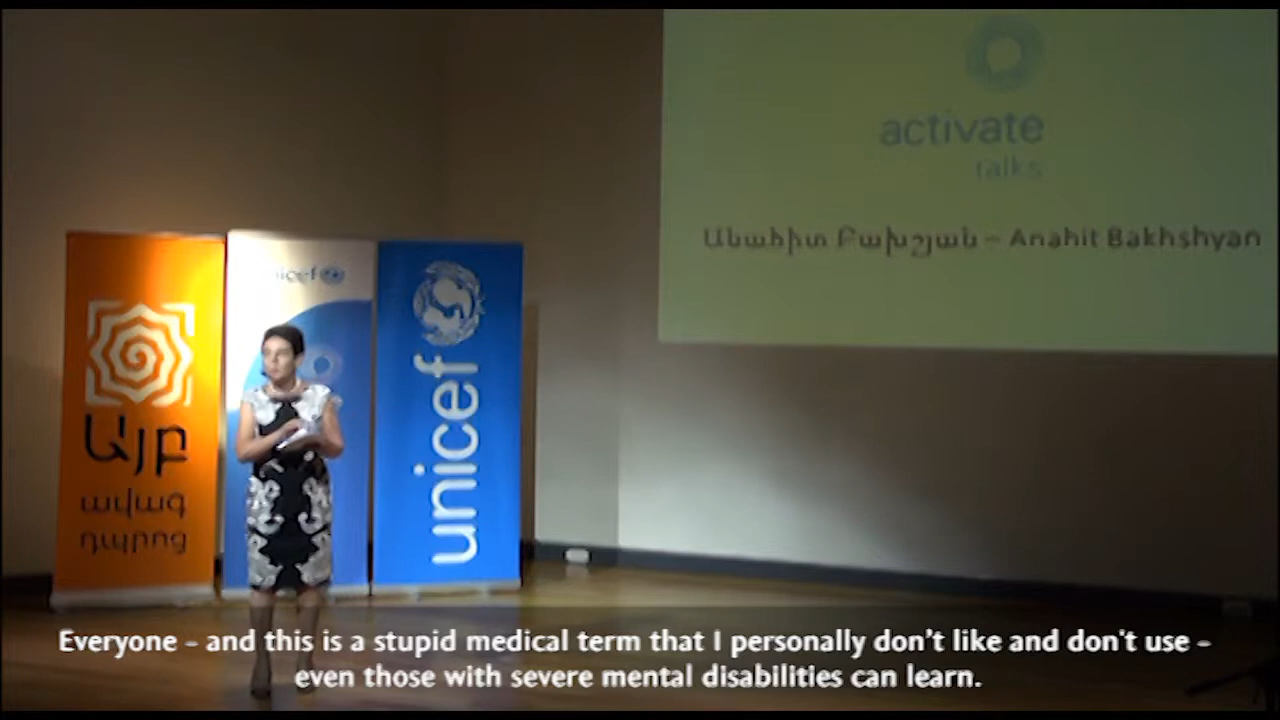 activate
talks
Անահիտ Բախշյան – Anahit Bakhshyan
Այբ
ավագ
դպրոց
unicef
unicef
Everyone – and this is a stupid medical term that I personally don’t like and don't use –
even those with severe mental disabilities can learn.